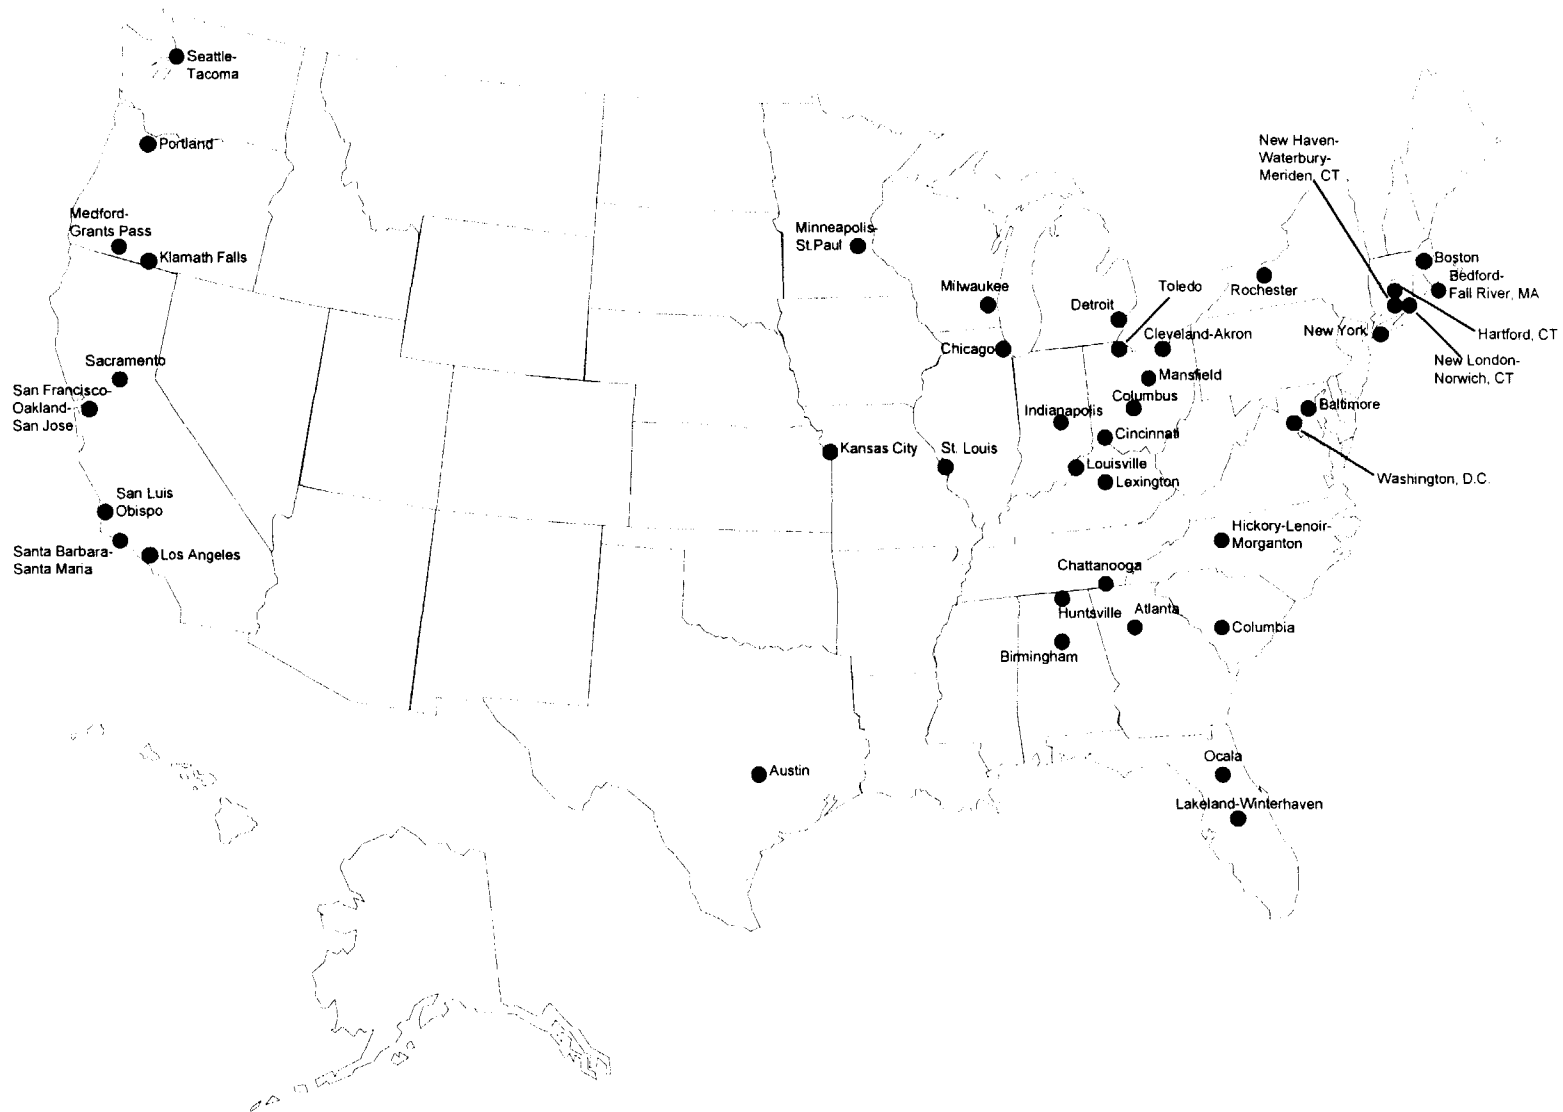 Seattle-
Tacoma
Portland
New Haven-
Waterbury-
Meriden, CT
Medford-
Grants Pass
Klamath Falls
Minneapolis-
St.Paul
Boston
Bedford-
Fall River, MA
Milwaukee
Toledo
Rochester
Detroit
New York
Cleveland-Akron
Hartford, CT
Chicago
New London-
Norwich, CT
Sacramento
Mansfield
San Francisco-
Oakland-
San Jose
Columbus
Indianapolis
Baltimore
Cincinnati
Kansas City
St. Louis
Louisville
Lexington
Washington, D.C.
San Luis
Obispo
Hickory-Lenoir-
Morganton
Santa Barbara-
Santa Maria
Los Angeles
Chattanooga
Huntsville
Atlanta
Columbia
Birmingham
Ocala
Austin
Lakeland-Winterhaven